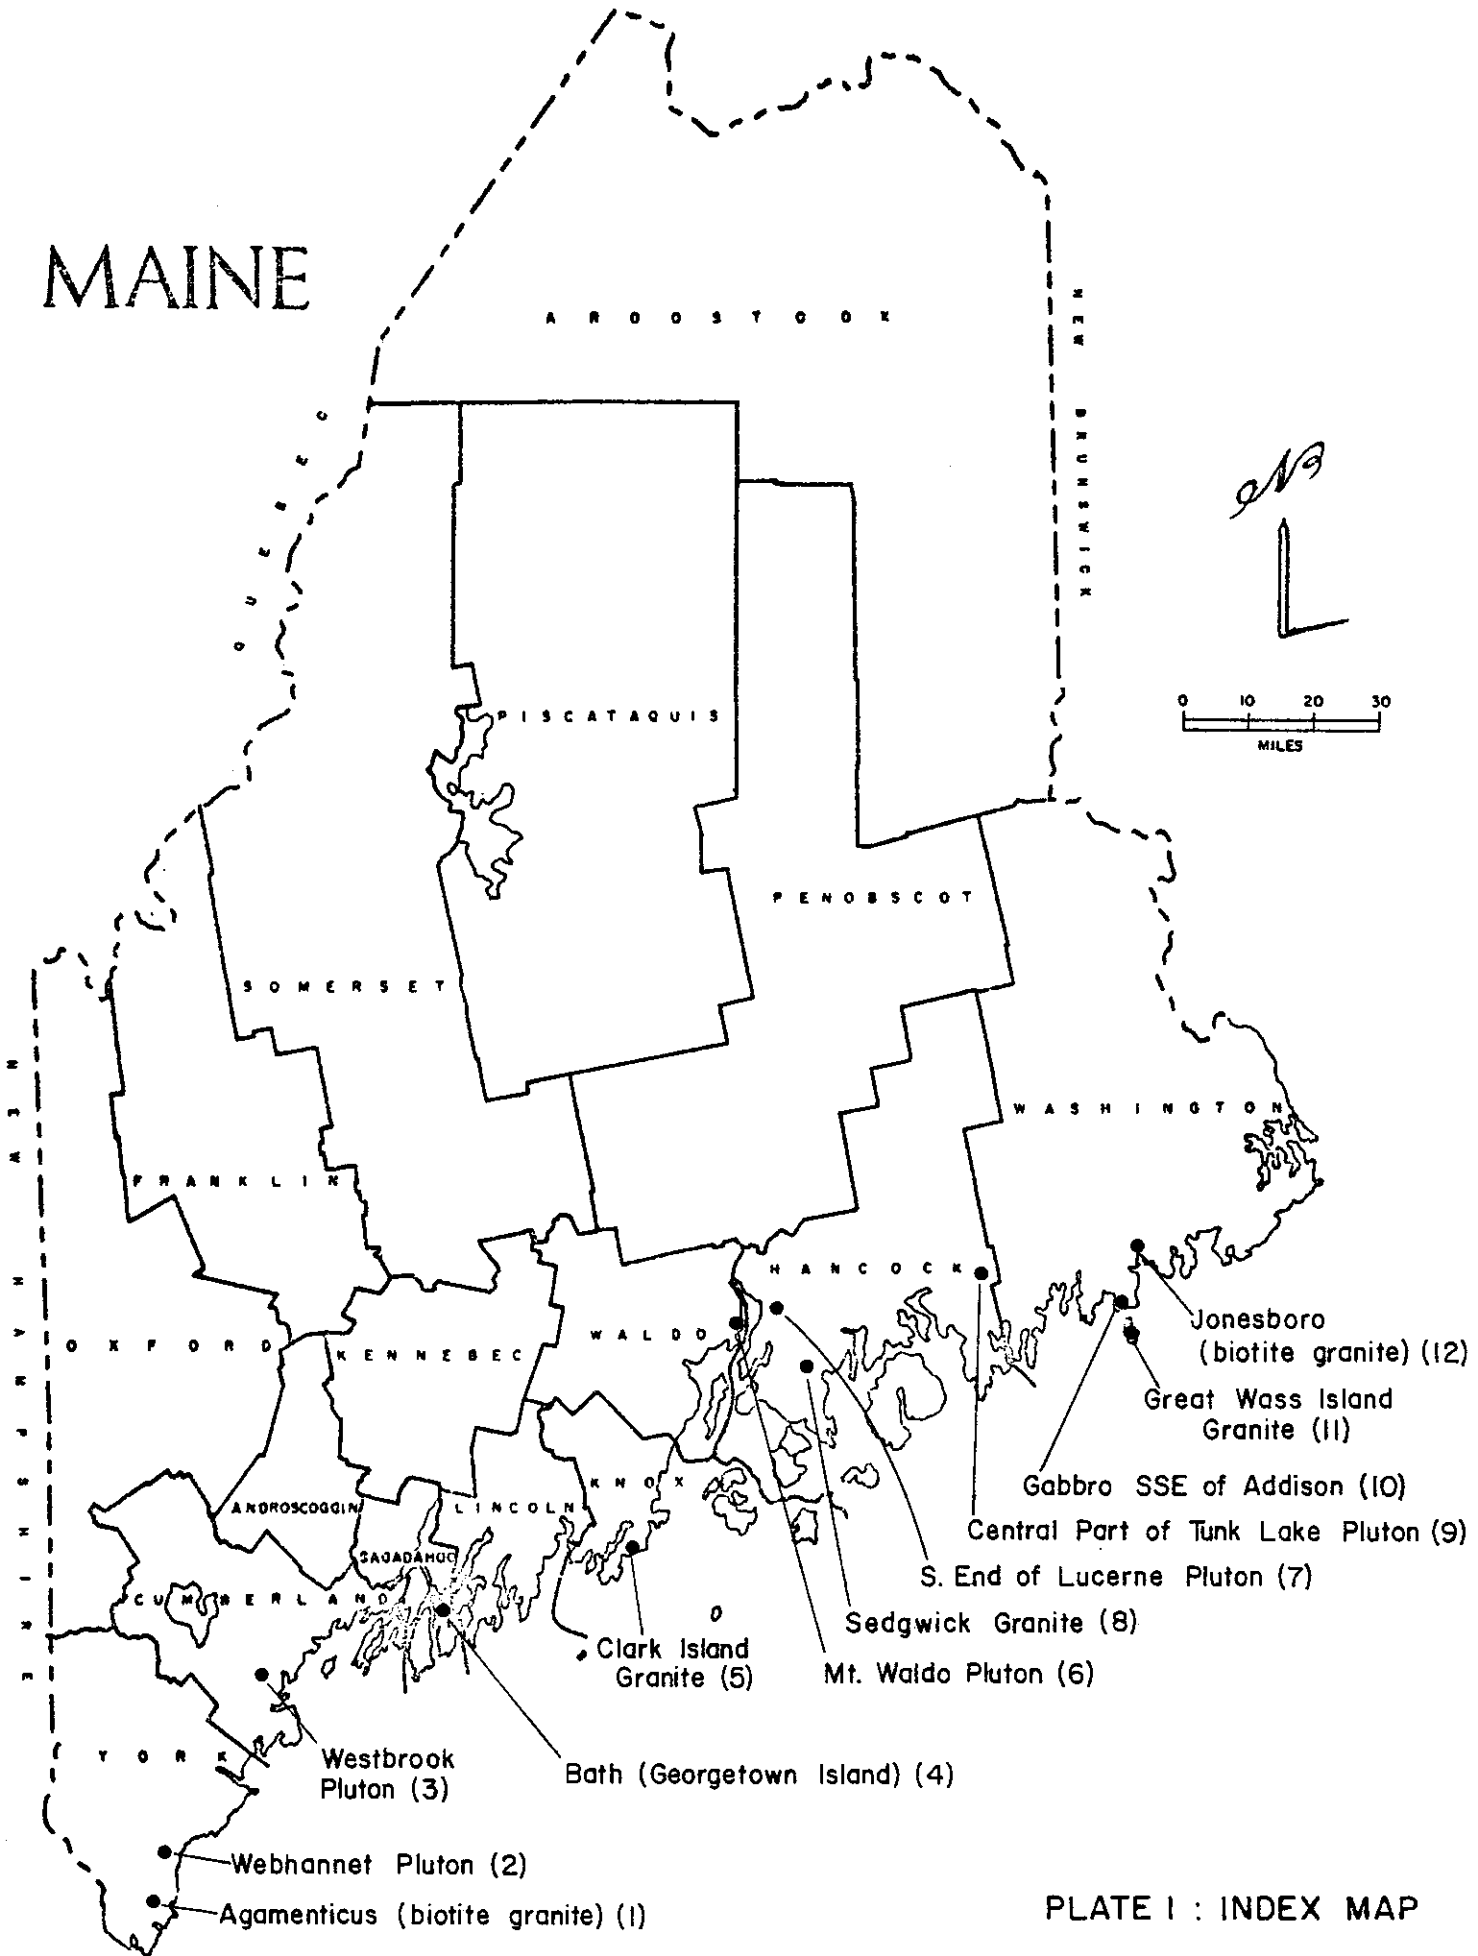 MAINE
AROOSTOOK
NEW BRUNSWICK
QUEBEC
N
0 10 20 30
MILES
PISCATAQUIS
PENOBSCOT
SOMERSET
NEW HAMPSHIRE
WASHINGTON
FRANKLIN
HANCOCK
OXFORD
KENNEBEC
WALDO
Jonesboro
(biotite granite) (12)
Great Wass Island
Granite (11)
Gabbro SSE of Addison (10)
KNOX
ANDROSCOGGIN
LINCOLN
Central Part of Tunk Lake Pluton (9)
SAGADAHOC
S. End of Lucerne Pluton (7)
CUMBERLAND
Sedgwick Granite (8)
Clark Island
Granite (5)
Mt. Waldo Pluton (6)
YORK
Westbrook
Pluton (3)
Bath (Georgetown Island) (4)
Webhannet Pluton (2)
Agamenticus (biotite granite) (1)
PLATE I : INDEX MAP